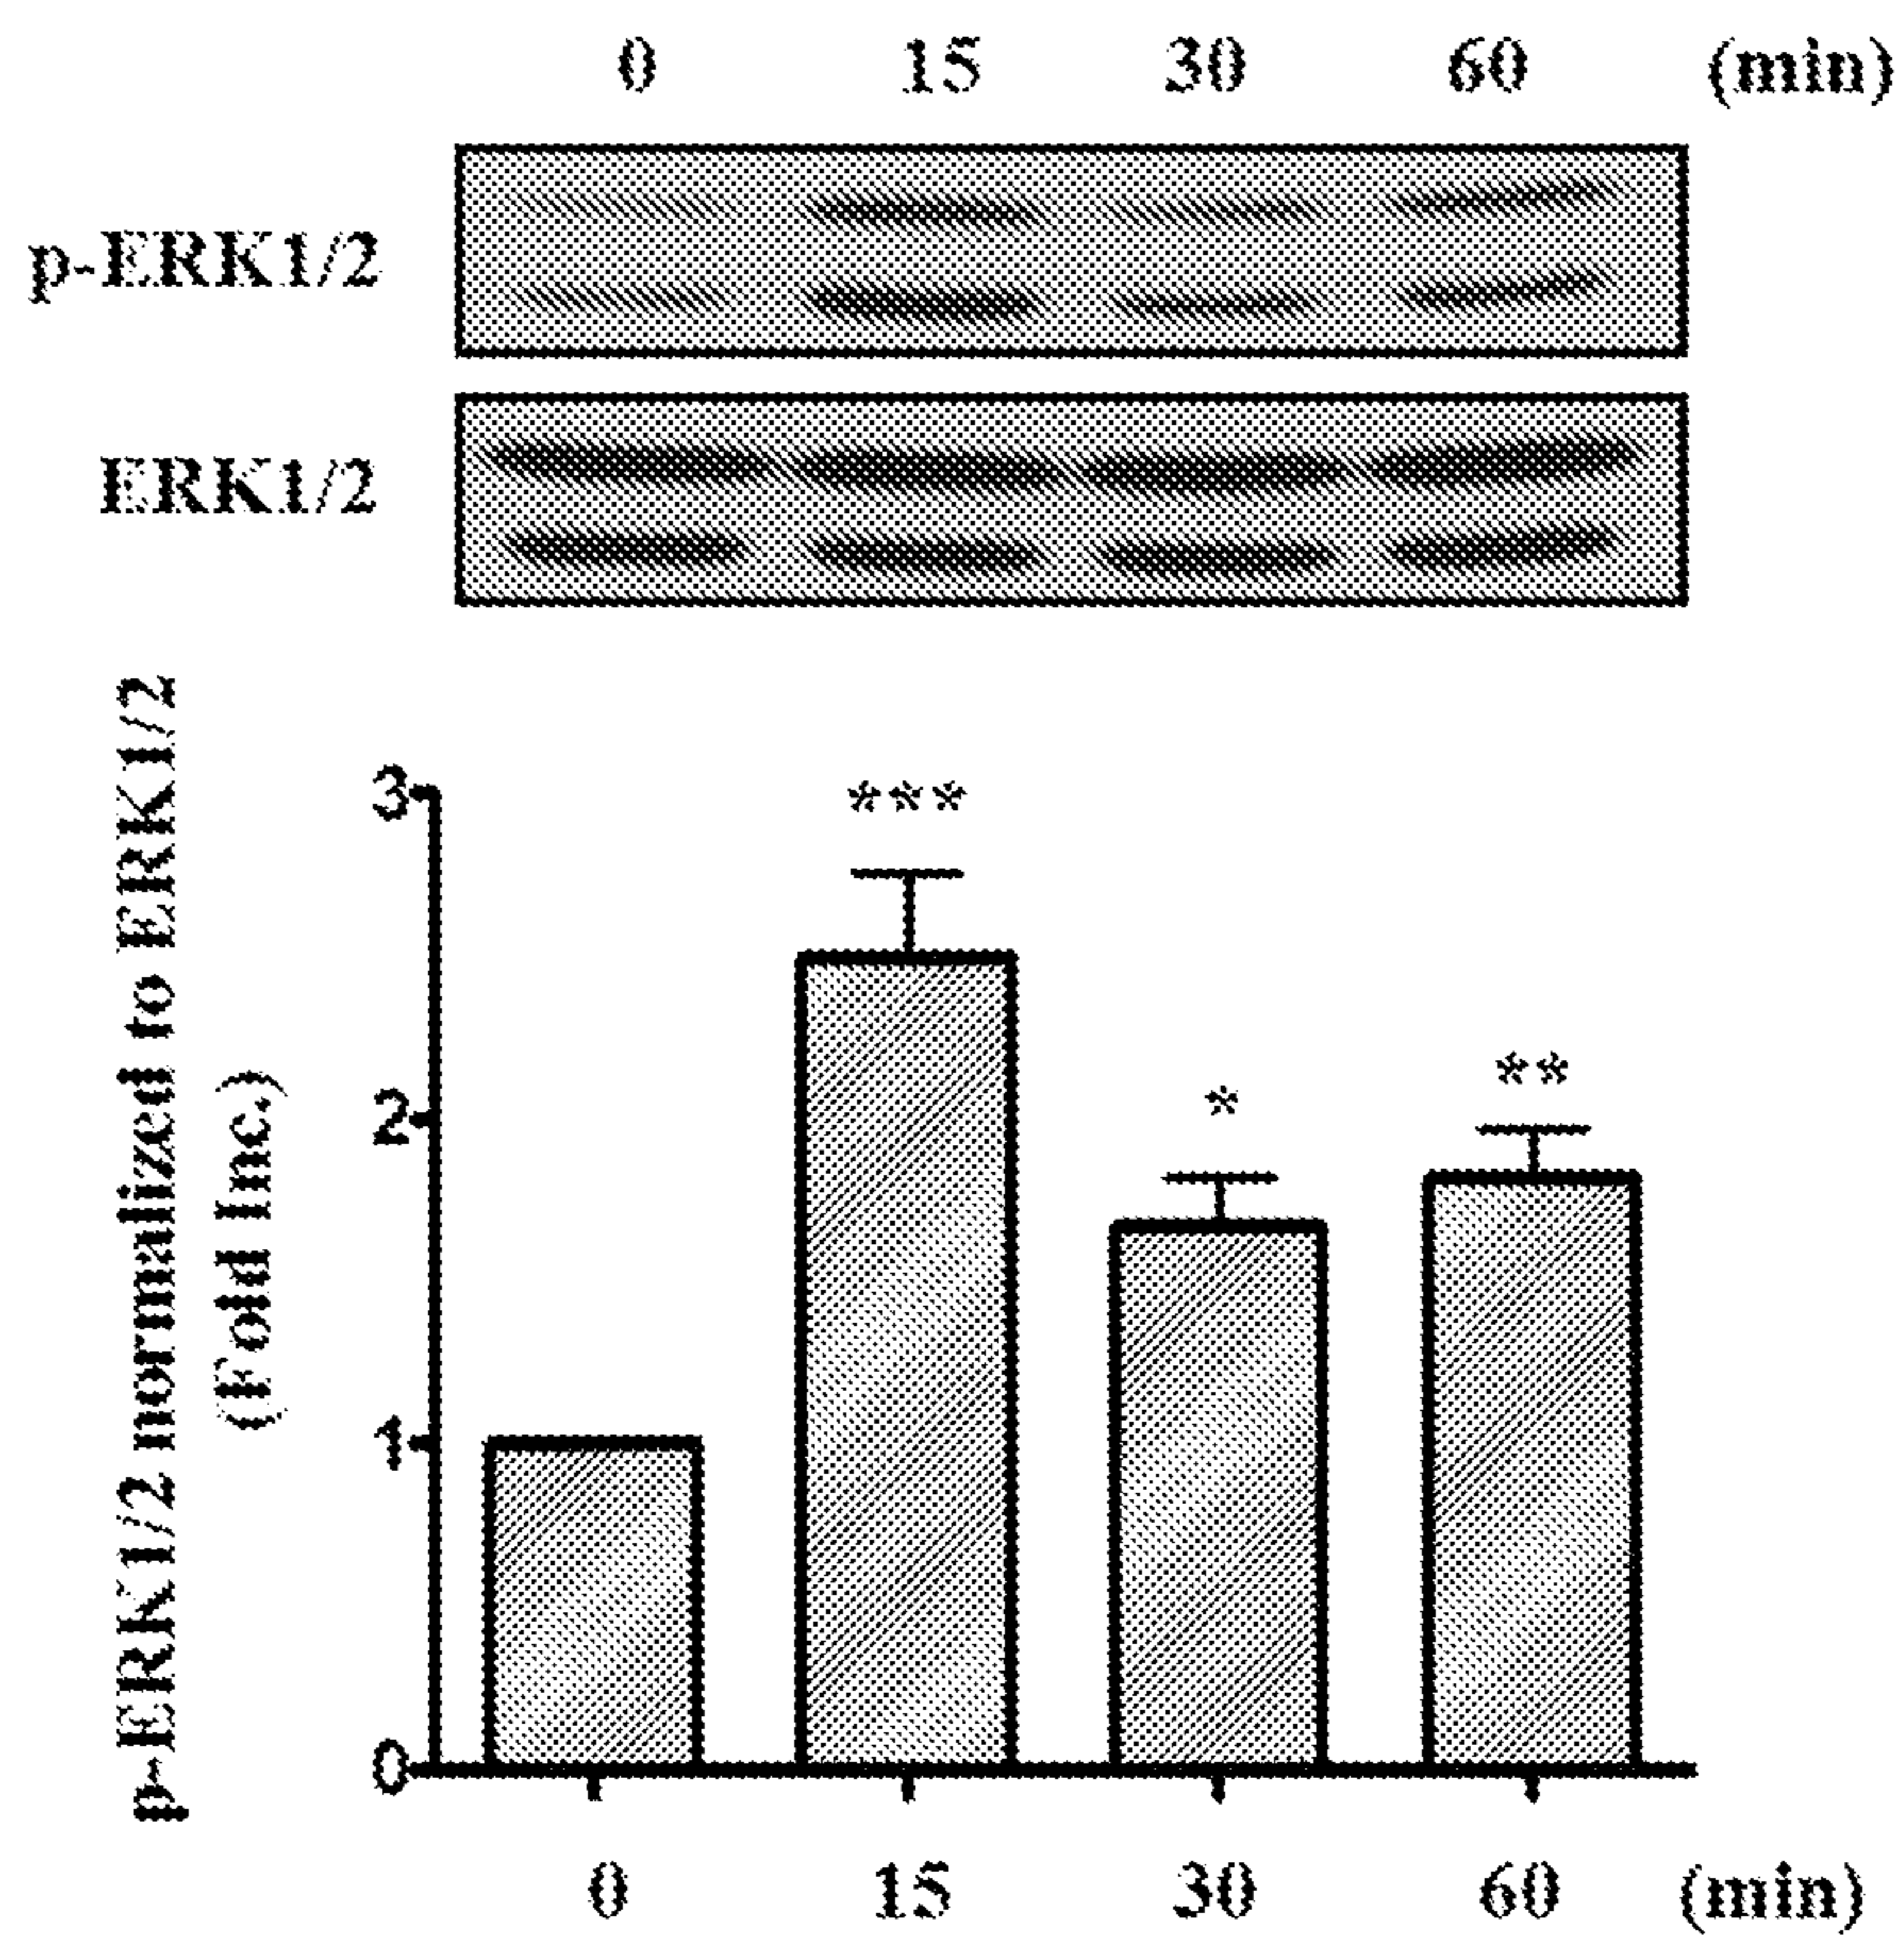 0 15 30 60 (min)
p-ERK1/2
ERK1/2
p-ERK1/2 normalized to ERK1/2
(Fold Inc.)
3
***
2
*
**
1
0
0 15 30 60 (min)